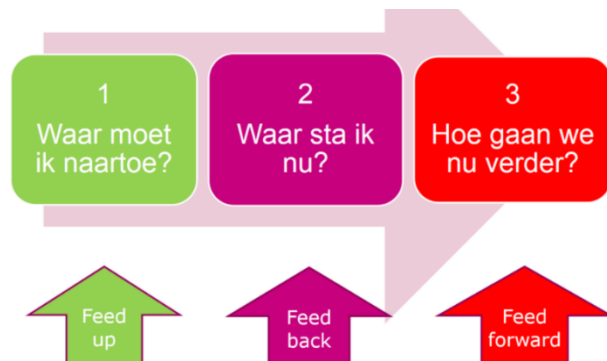 1
Waar moet
ik naartoe?
2
Waar sta ik
nu?
3
Hoe gaan we
nu verder?
Feed
up
Feed
back
Feed
forward